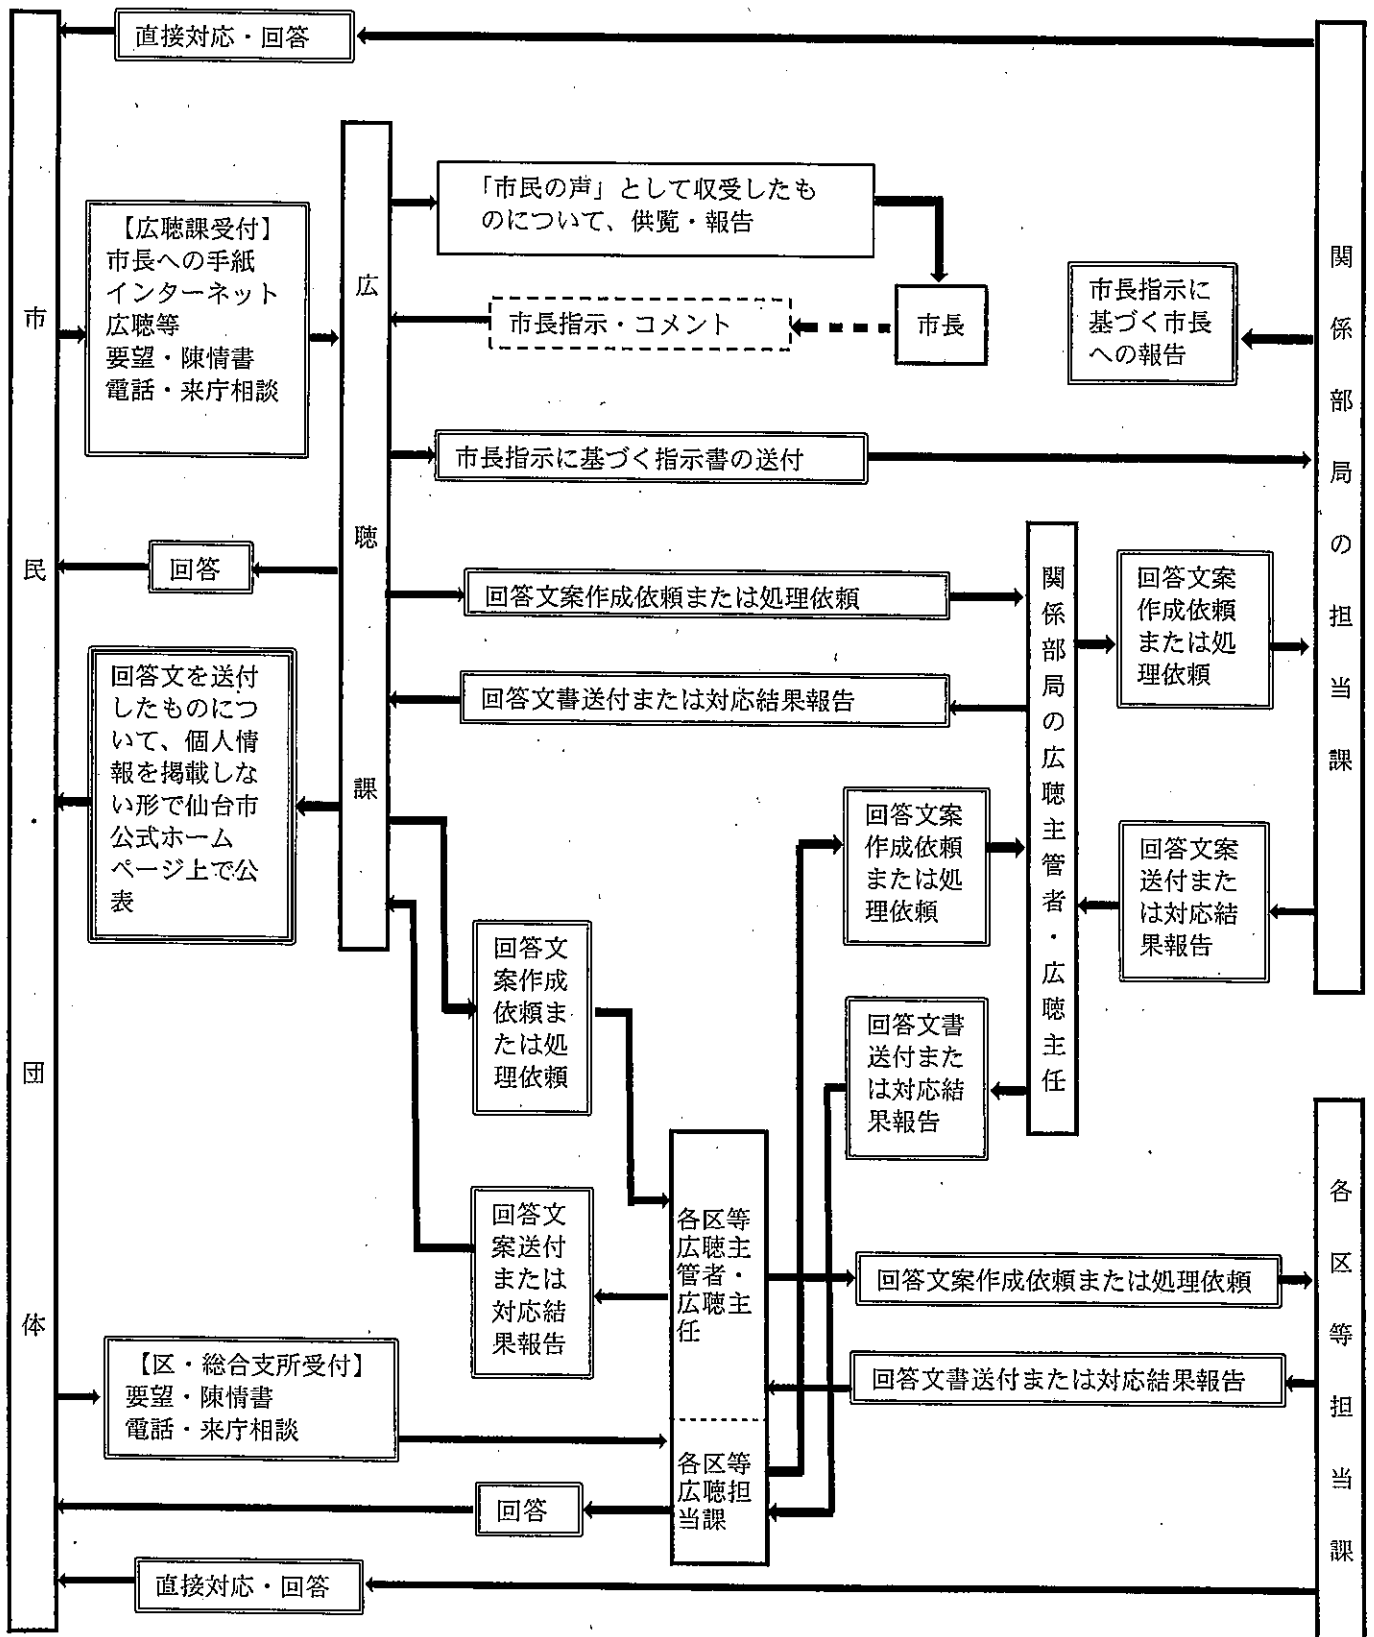 直接対応・回答
市民団体
【広聴課受付】
市長への手紙
インターネット
広聴等
要望・陳情書
電話・来庁相談
広聴課
「市民の声」として収受したも
のについて、供覧・報告
市長指示・コメント
市長
市長指示に
基づく市長
への報告
関係部局の担当課
市長指示に基づく指示書の送付
回答
回答文案作成依頼または処理依頼
関係部局の広聴主管者・広聴主任
回答文案
作成依頼
または処
理依頼
回答文を送付
したものにつ
いて、個人情
報を掲載しな
い形で仙台市
公式ホーム
ページ上で公
表
回答文書送付または対応結果報告
回答文案
作成依頼
または処
理依頼
回答文案
送付また
は対応結
果報告
回答文
案作成
依頼ま
たは処
理依頼
回答文書
送付また
は対応結
果報告
回答文
案送付
または
対応結
果報告
各区等
広聴主
管者・
広聴主
任
回答文案作成依頼または処理依頼
各区等担当課
【区・総合支所受付】
要望・陳情書
電話・来庁相談
回答文書送付または対応結果報告
各区等
広聴担
当課
回答
直接対応・回答